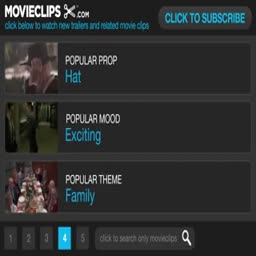 MOVIECLIPS .COM
click below to watch new trailers and related movie clips
CLICK TO SUBSCRIBE
POPULAR PROP
Hat
POPULAR MOOD
Exciting
POPULAR THEME
Family
1 2 3 4 5 click to search only movieclips